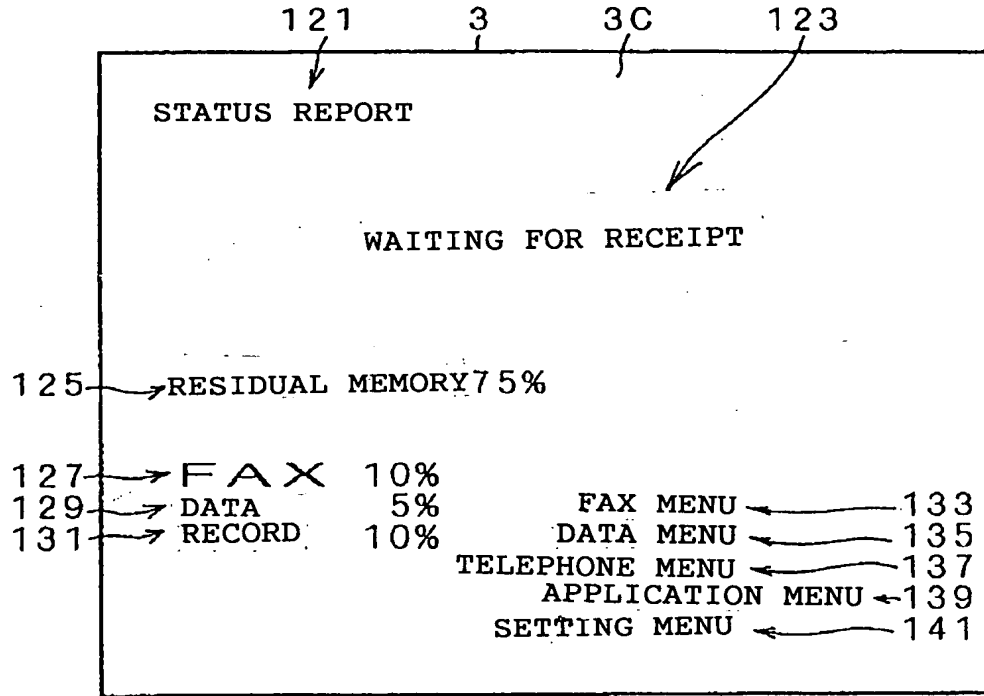 121 3 3C 123
STATUS REPORT
WAITING FOR RECEIPT
125 RESIDUAL MEMORY 75%
127 FAX 10%
129 DATA 5% FAX MENU 133
131 RECORD 10% DATA MENU 135
TELEPHONE MENU 137
APPLICATION MENU 139
SETTING MENU 141